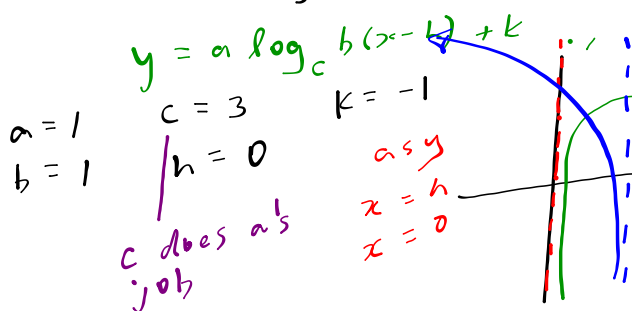 y = a log_c b(x-h) + k
a = 1
b = 1
c = 3
h = 0
k = -1
asy
x = h
x = 0
c does a's
job